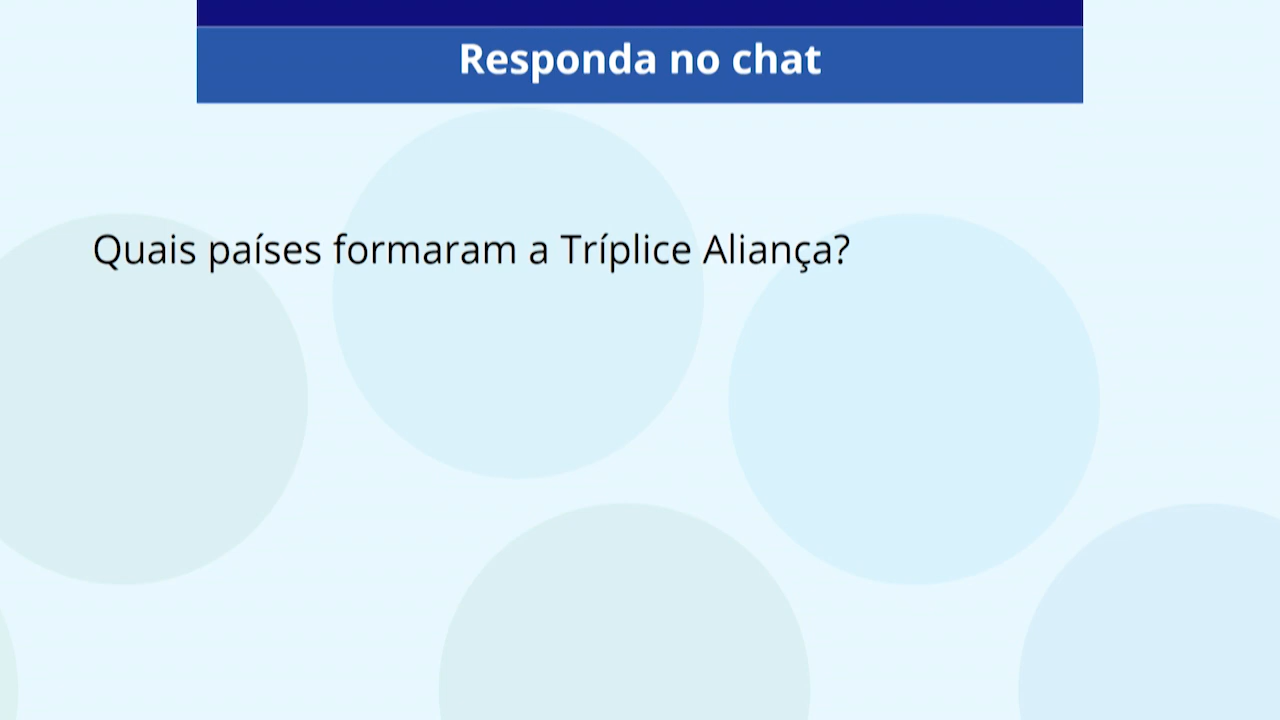 Responda no chat
Quais países formaram a Tríplice Aliança?